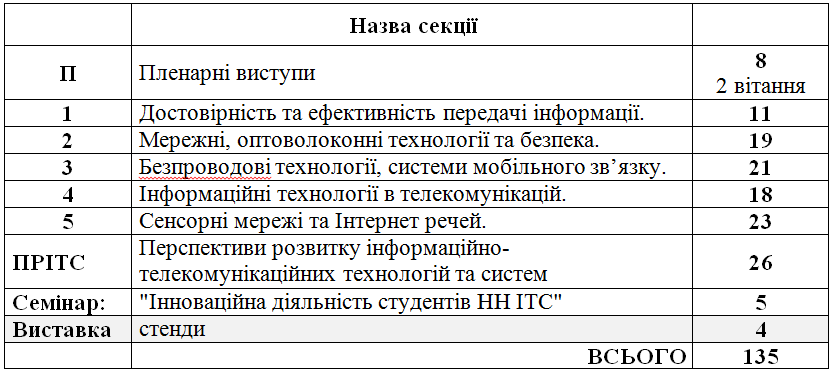 Назва секції
П Пленарні виступи 8
2 вітання
1 Достовірність та ефективність передачі інформації. 11
2 Мережні, оптоволоконні технології та безпека. 19
3 Безпроводові технології, системи мобільного зв’язку. 21
4 Інформаційні технології в телекомунікацій. 18
5 Сенсорні мережі та Інтернет речей. 23
ПРІТС Перспективи розвитку інформаційно-
телекомунікаційних технологій та систем 26
Семінар: "Інноваційна діяльність студентів НН ІТС" 5
Виставка стенди 4
ВСЬОГО 135